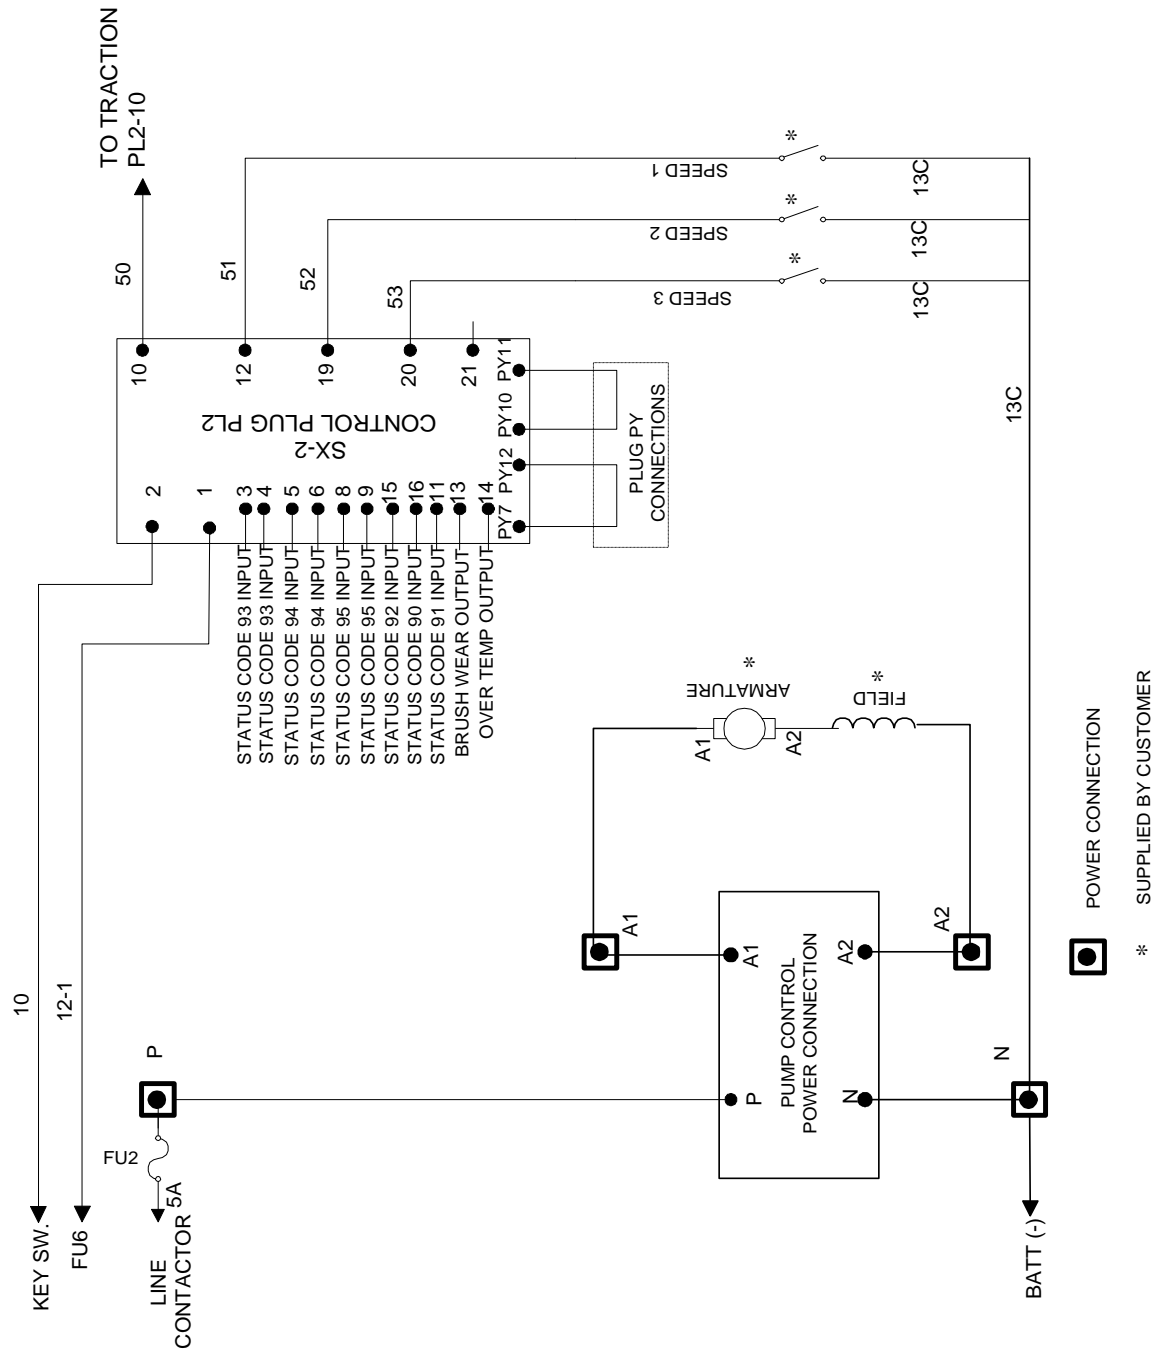 TO TRACTION
PL2-10
50
51
52
53
10
12
19
20
21
SX-2
CONTROL PLUG PL2
2
1
3
4
5
6
8
9
15
16
11
13
14
PY7
PY12
PY10
PY11
PLUG PY
CONNECTIONS
STATUS CODE 93 INPUT
STATUS CODE 93 INPUT
STATUS CODE 94 INPUT
STATUS CODE 94 INPUT
STATUS CODE 95 INPUT
STATUS CODE 95 INPUT
STATUS CODE 92 INPUT
STATUS CODE 90 INPUT
STATUS CODE 91 INPUT
BRUSH WEAR OUTPUT
OVER TEMP OUTPUT
SPEED 1
*
13C
SPEED 2
*
13C
SPEED 3
*
13C
13C
ARMATURE
*
A1
A2
FIELD
*
A1
A2
PUMP CONTROL
POWER CONNECTION
A1
A2
P
N
10
12-1
P
N
KEY SW.
FU6
FU2
5A
LINE
CONTACTOR
BATT (-)
POWER CONNECTION
*
SUPPLIED BY CUSTOMER